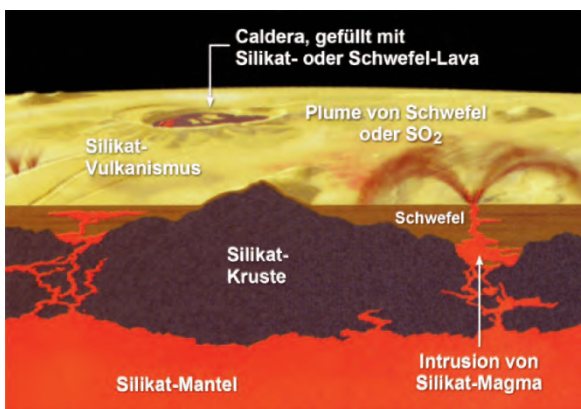 Caldera, gefüllt mit
Silikat- oder Schwefel-Lava
Plume von Schwefel
oder SO₂
Silikat-
Vulkanismus
Schwefel
Silikat-
Kruste
Intrusion von
Silikat-Magma
Silikat-Mantel